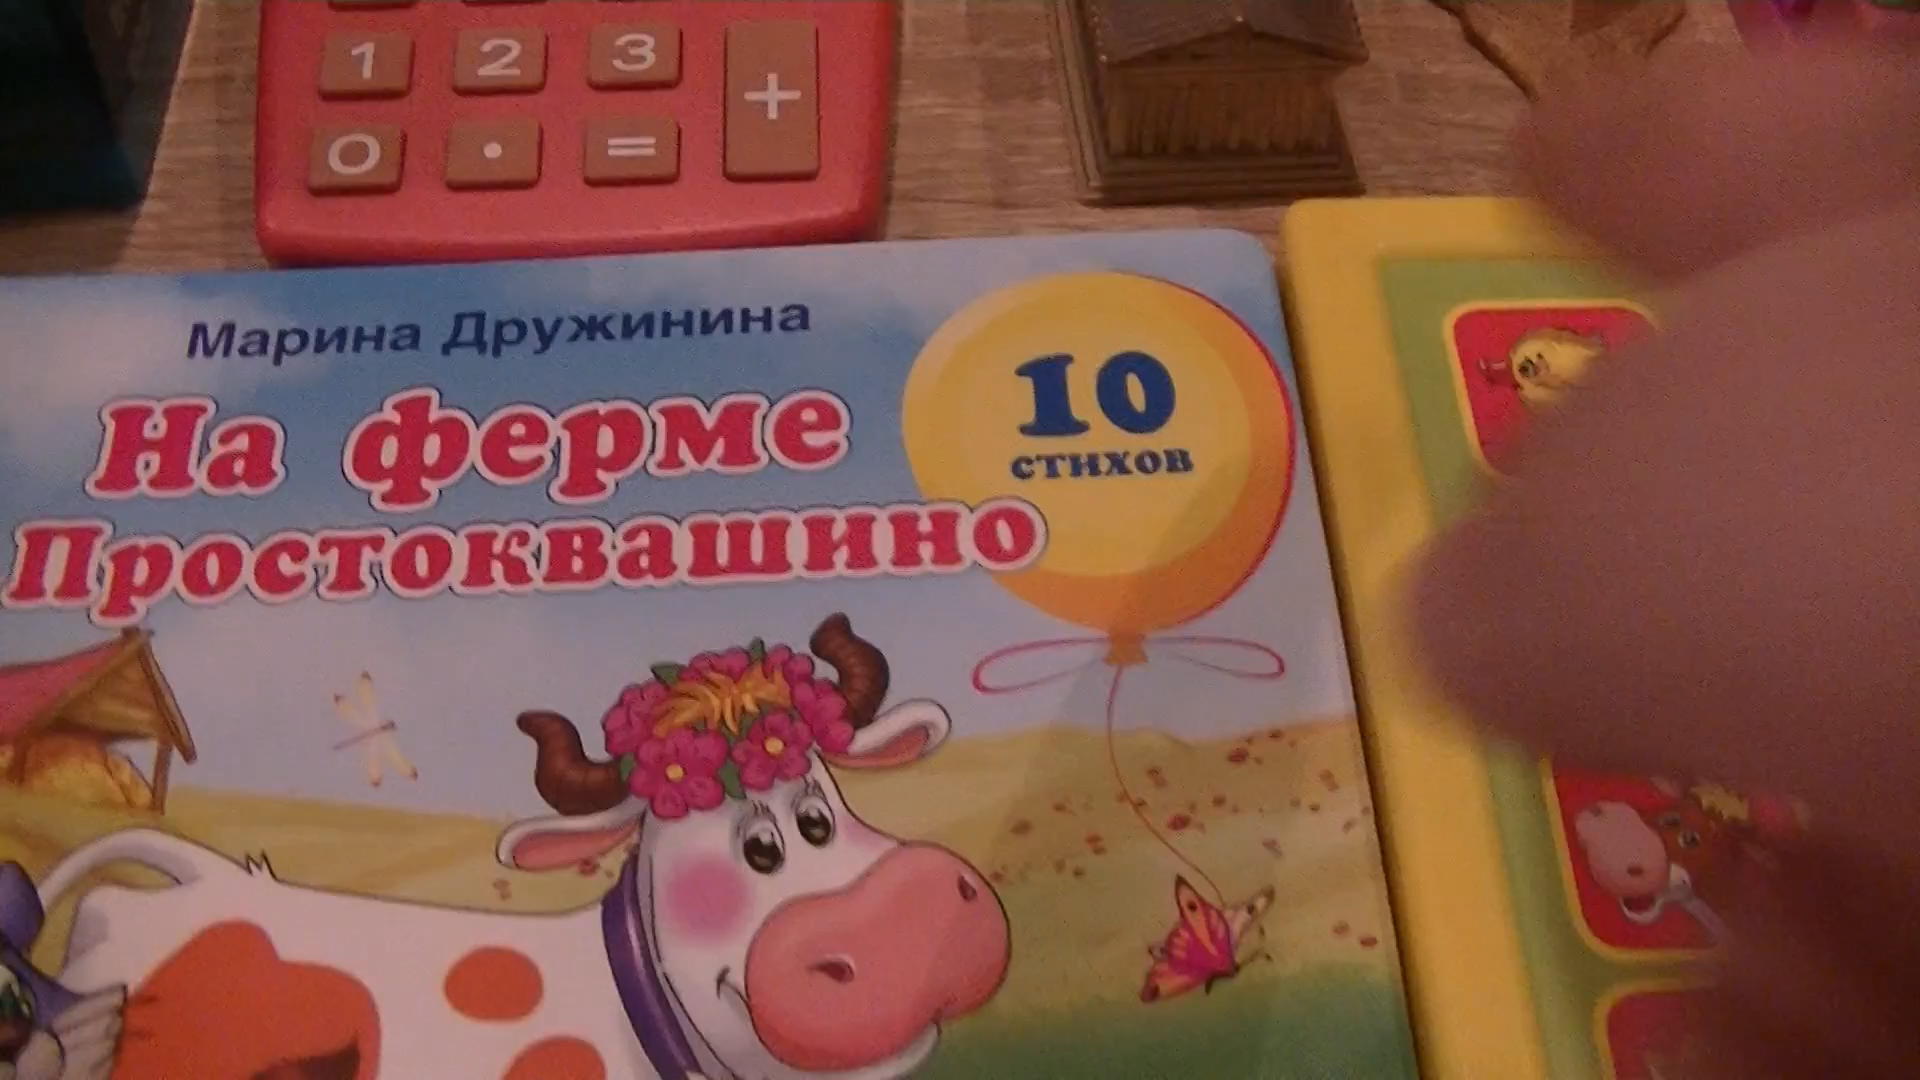 1 2 3 +
0 . =
Марина Дружинина
На ферме
Простоквашино
10
стихов